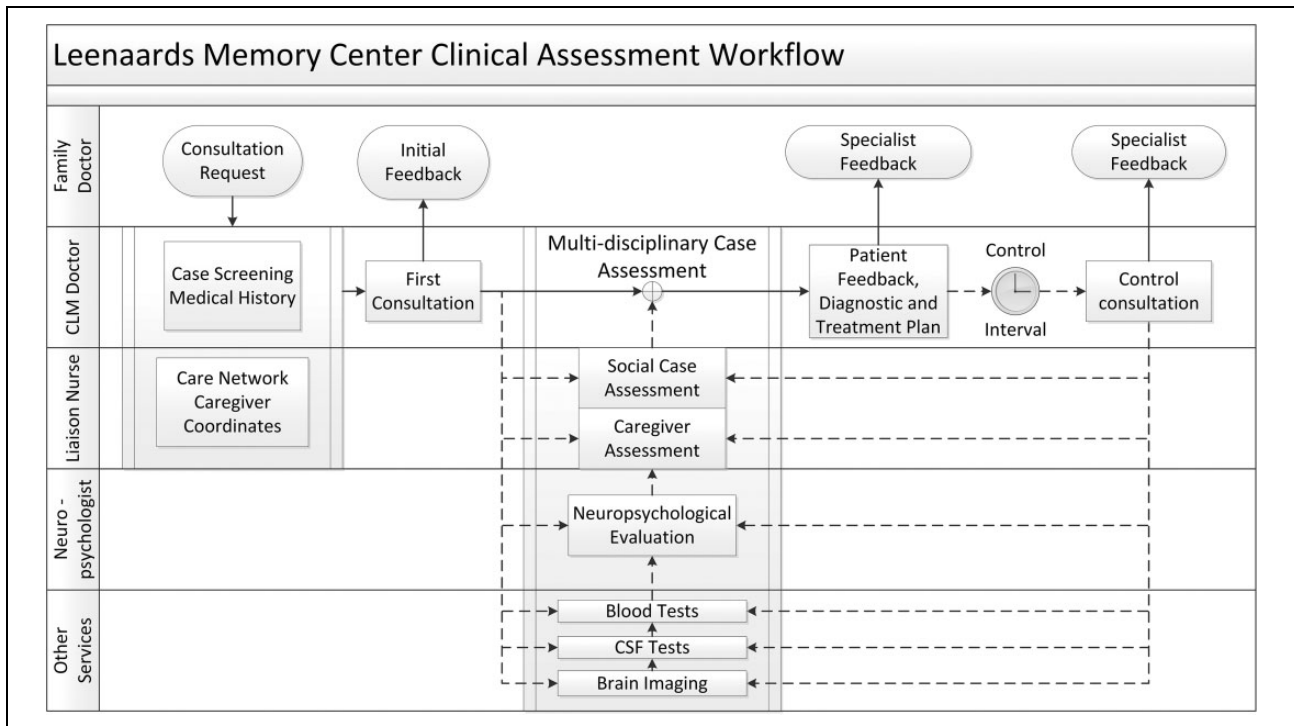 Leenaards Memory Center Clinical Assessment Workflow
Family
Doctor
Consultation
Request
Initial
Feedback
Specialist
Feedback
Specialist
Feedback
CLM Doctor
Case Screening
Medical History
First
Consultation
Multi-disciplinary Case
Assessment
Patient
Feedback,
Diagnostic and
Treatment Plan
Control
Interval
Control
consultation
Liaison Nurse
Care Network
Caregiver
Coordinates
Social Case
Assessment
Caregiver
Assessment
Neuro -
psychologist
Neuropsychological
Evaluation
Other
Services
Blood Tests
CSF Tests
Brain Imaging